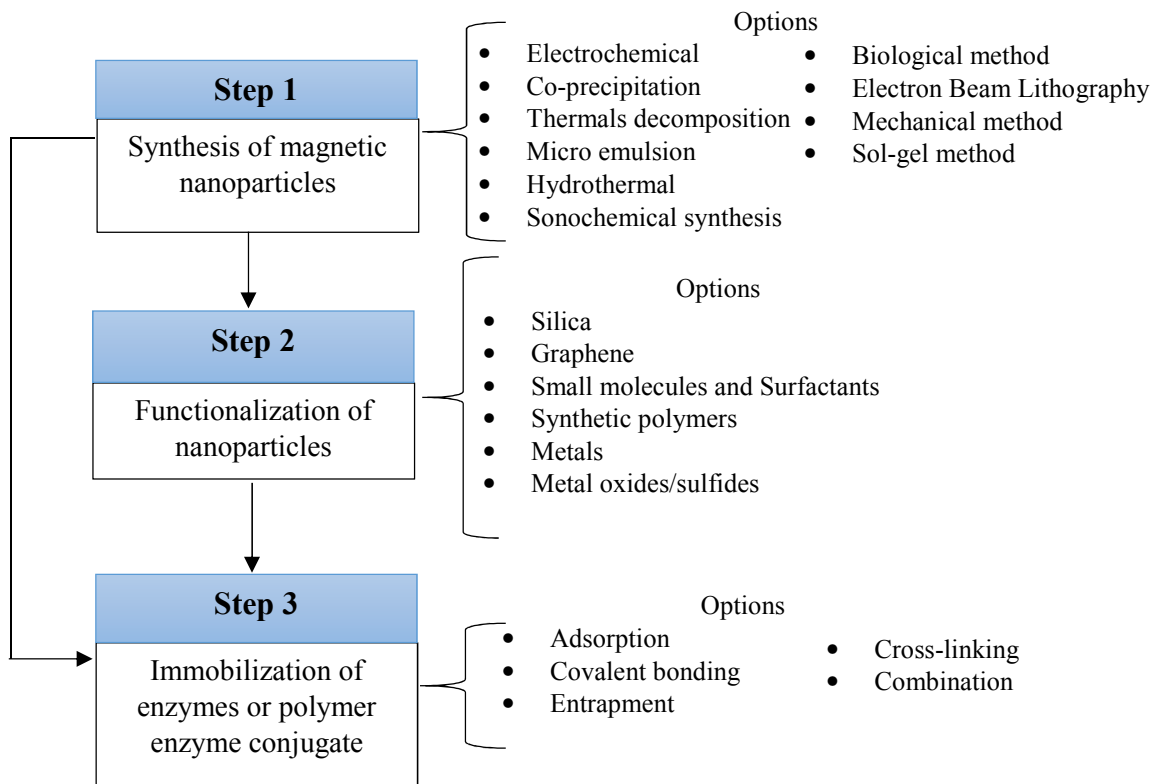 Step 1
Synthesis of magnetic
nanoparticles
Options
• Electrochemical
• Co-precipitation
• Thermals decomposition
• Micro emulsion
• Hydrothermal
• Sonochemical synthesis
• Biological method
• Electron Beam Lithography
• Mechanical method
• Sol-gel method
Step 2
Functionalization of
nanoparticles
Options
• Silica
• Graphene
• Small molecules and Surfactants
• Synthetic polymers
• Metals
• Metal oxides/sulfides
Step 3
Immobilization of
enzymes or polymer
enzyme conjugate
Options
• Adsorption
• Covalent bonding
• Entrapment
• Cross-linking
• Combination